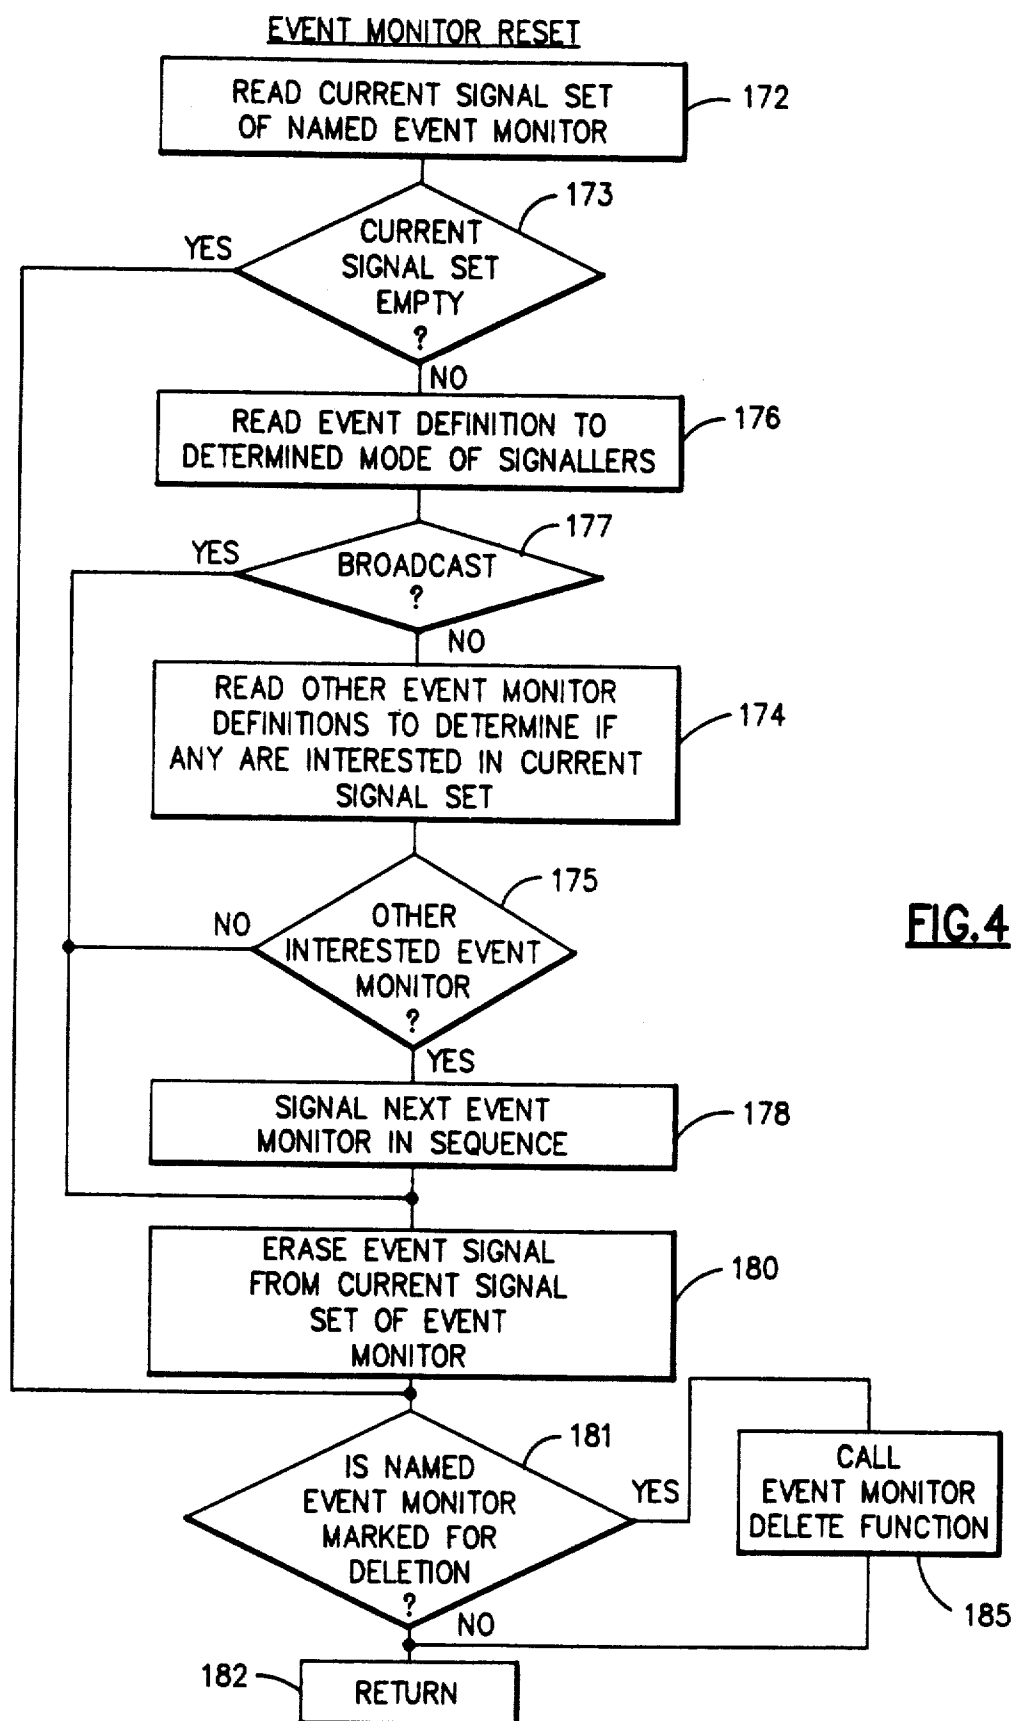 EVENT MONITOR RESET
READ CURRENT SIGNAL SET
OF NAMED EVENT MONITOR
172
173
CURRENT
SIGNAL SET
EMPTY
?
YES
NO
READ EVENT DEFINITION TO
DETERMINED MODE OF SIGNALLERS
176
177
YES
BROADCAST
?
NO
READ OTHER EVENT MONITOR
DEFINITIONS TO DETERMINE IF
ANY ARE INTERESTED IN CURRENT
SIGNAL SET
174
175
NO
OTHER
INTERESTED EVENT
MONITOR
?
YES
FIG.4
SIGNAL NEXT EVENT
MONITOR IN SEQUENCE
178
ERASE EVENT SIGNAL
FROM CURRENT SIGNAL
SET OF EVENT
MONITOR
180
181
IS NAMED
EVENT MONITOR
MARKED FOR
DELETION
?
YES
NO
CALL
EVENT MONITOR
DELETE FUNCTION
185
182
RETURN